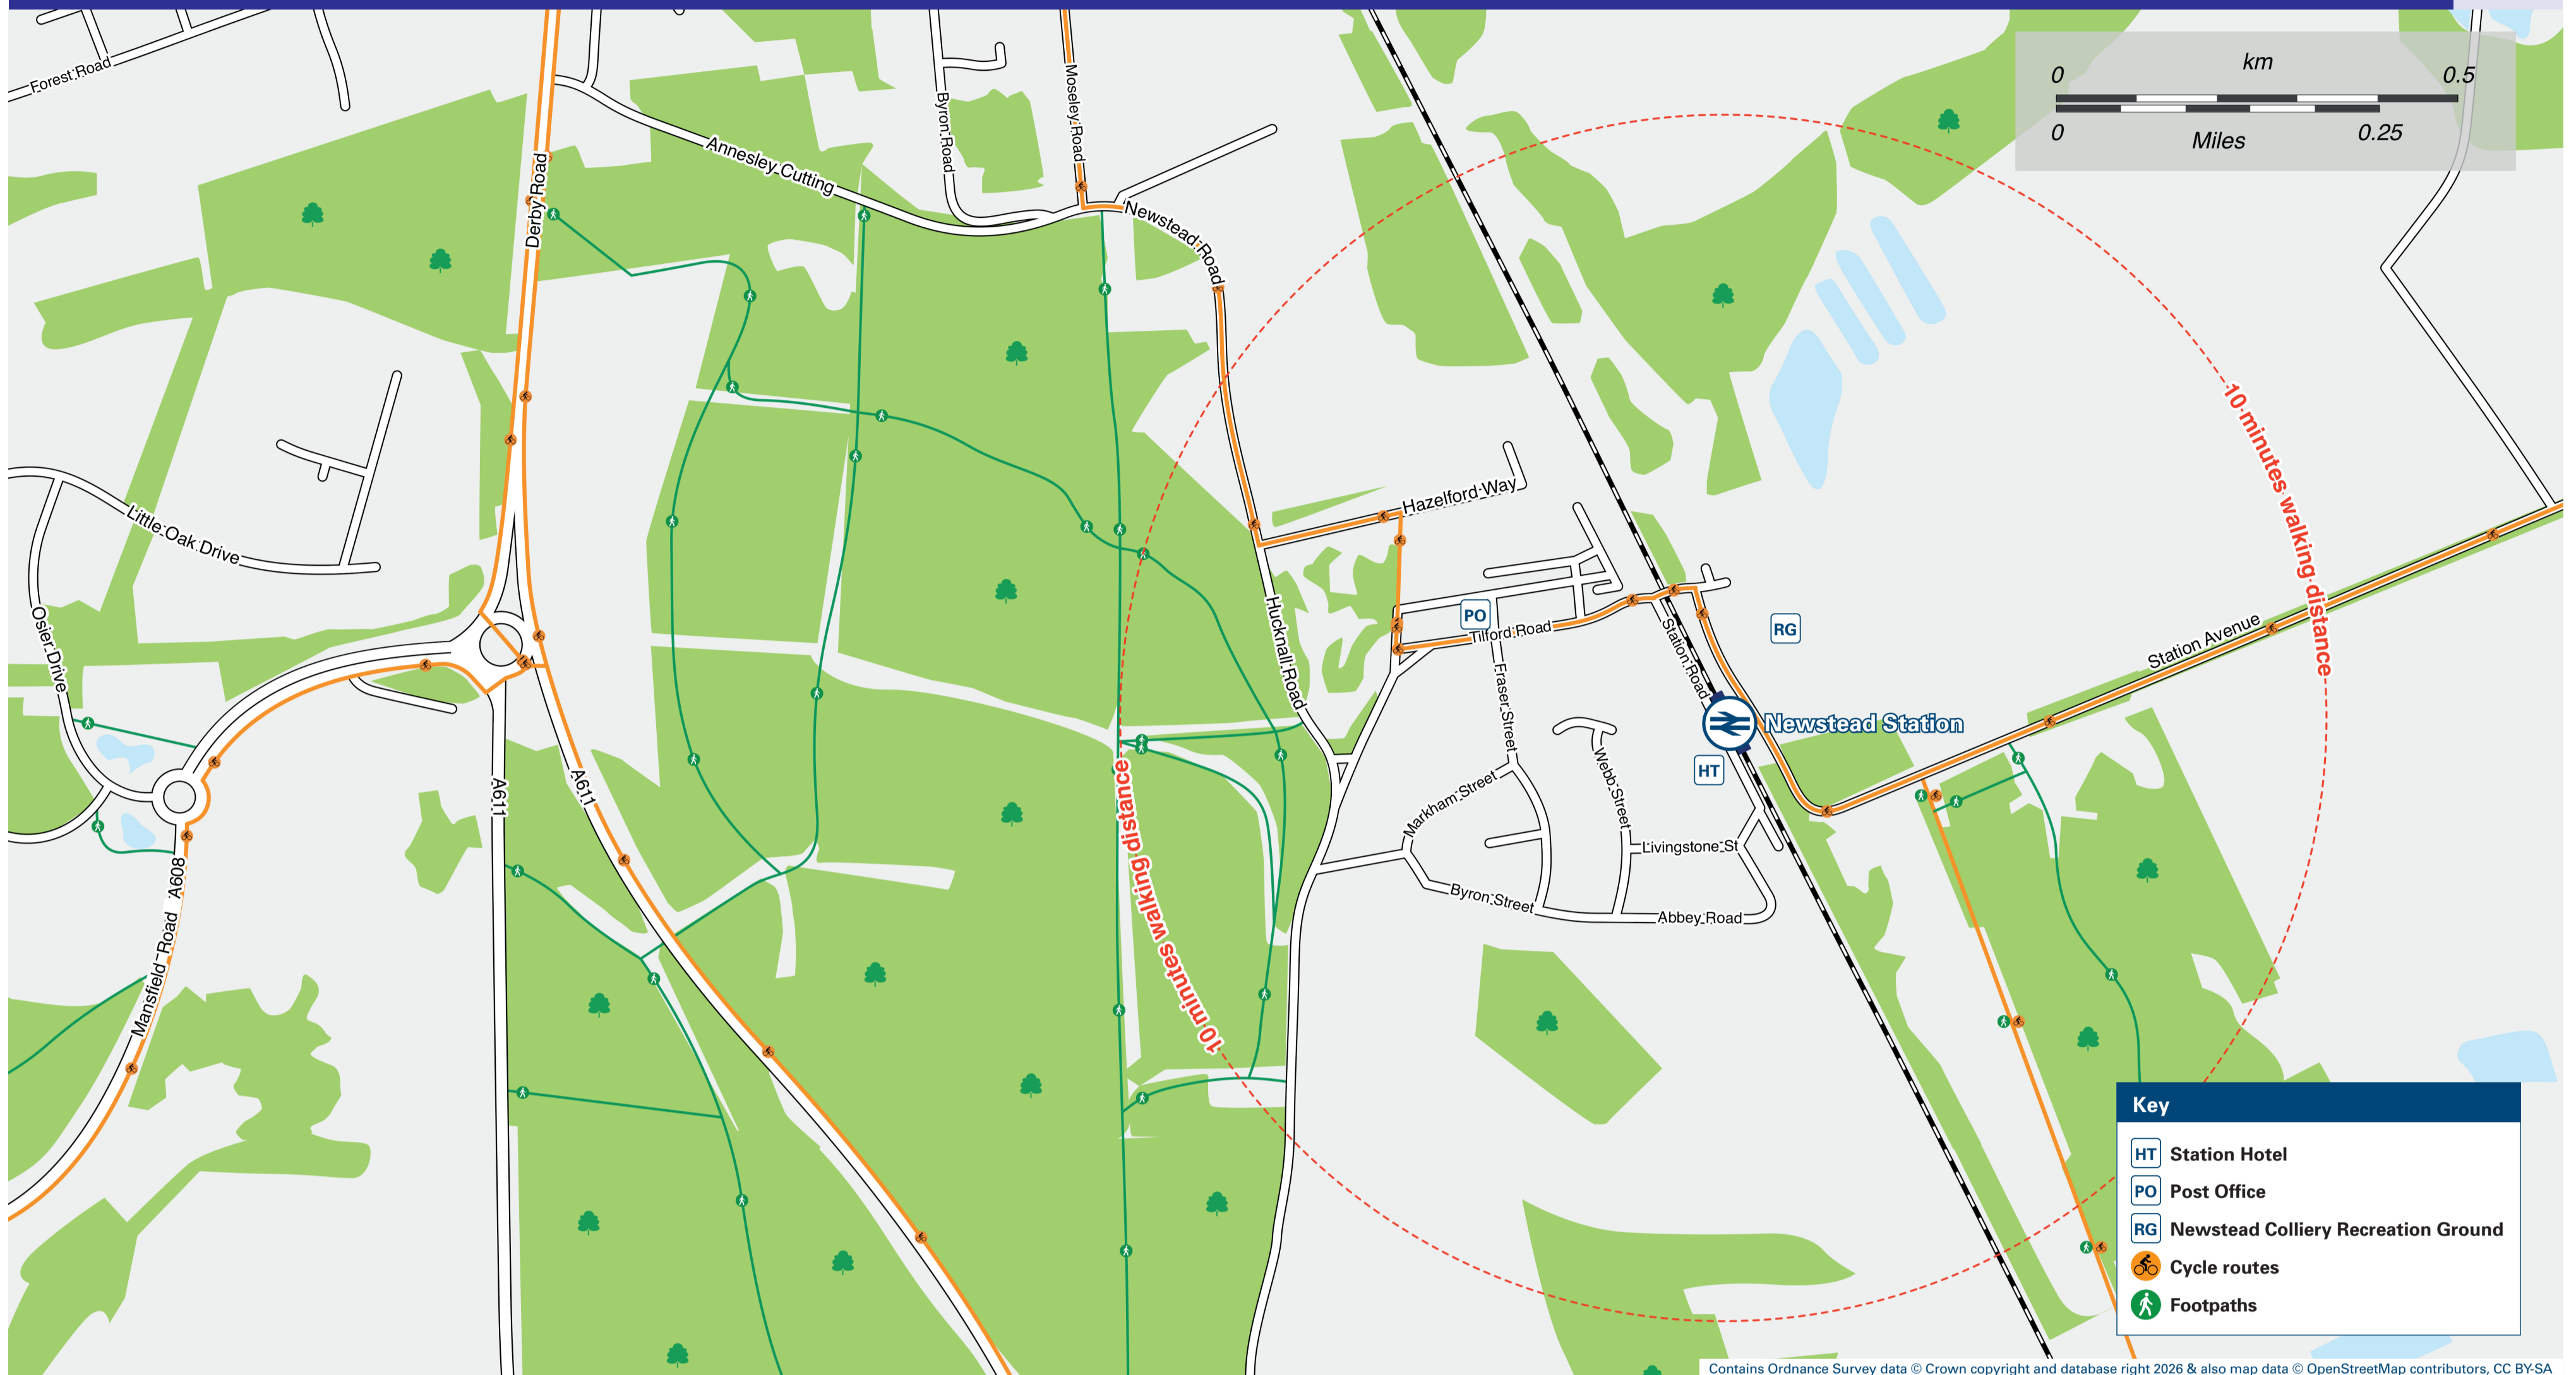 Forest Road
Derby Road
Annesley Cutting
Byron Road
Moseley Road
Newstead Road
km
0
0.5
0
0.25
Miles
10 minutes walking distance
Hazelford Way
Little Oak Drive
Osier Drive
Hucknall Road
PO
Tilford Road
RG
Station Road
Station Avenue
Fraser Street
Newstead Station
HT
Webb Street
Markham Street
A611
A611
Livingstone St
Byron Street
Abbey Road
10 minutes walking distance
Mansfield Road A608
Key
HT Station Hotel
PO Post Office
RG Newstead Colliery Recreation Ground
Cycle routes
Footpaths
Contains Ordnance Survey data © Crown copyright and database right 2026 & also map data © OpenStreetMap contributors, CC BY-SA